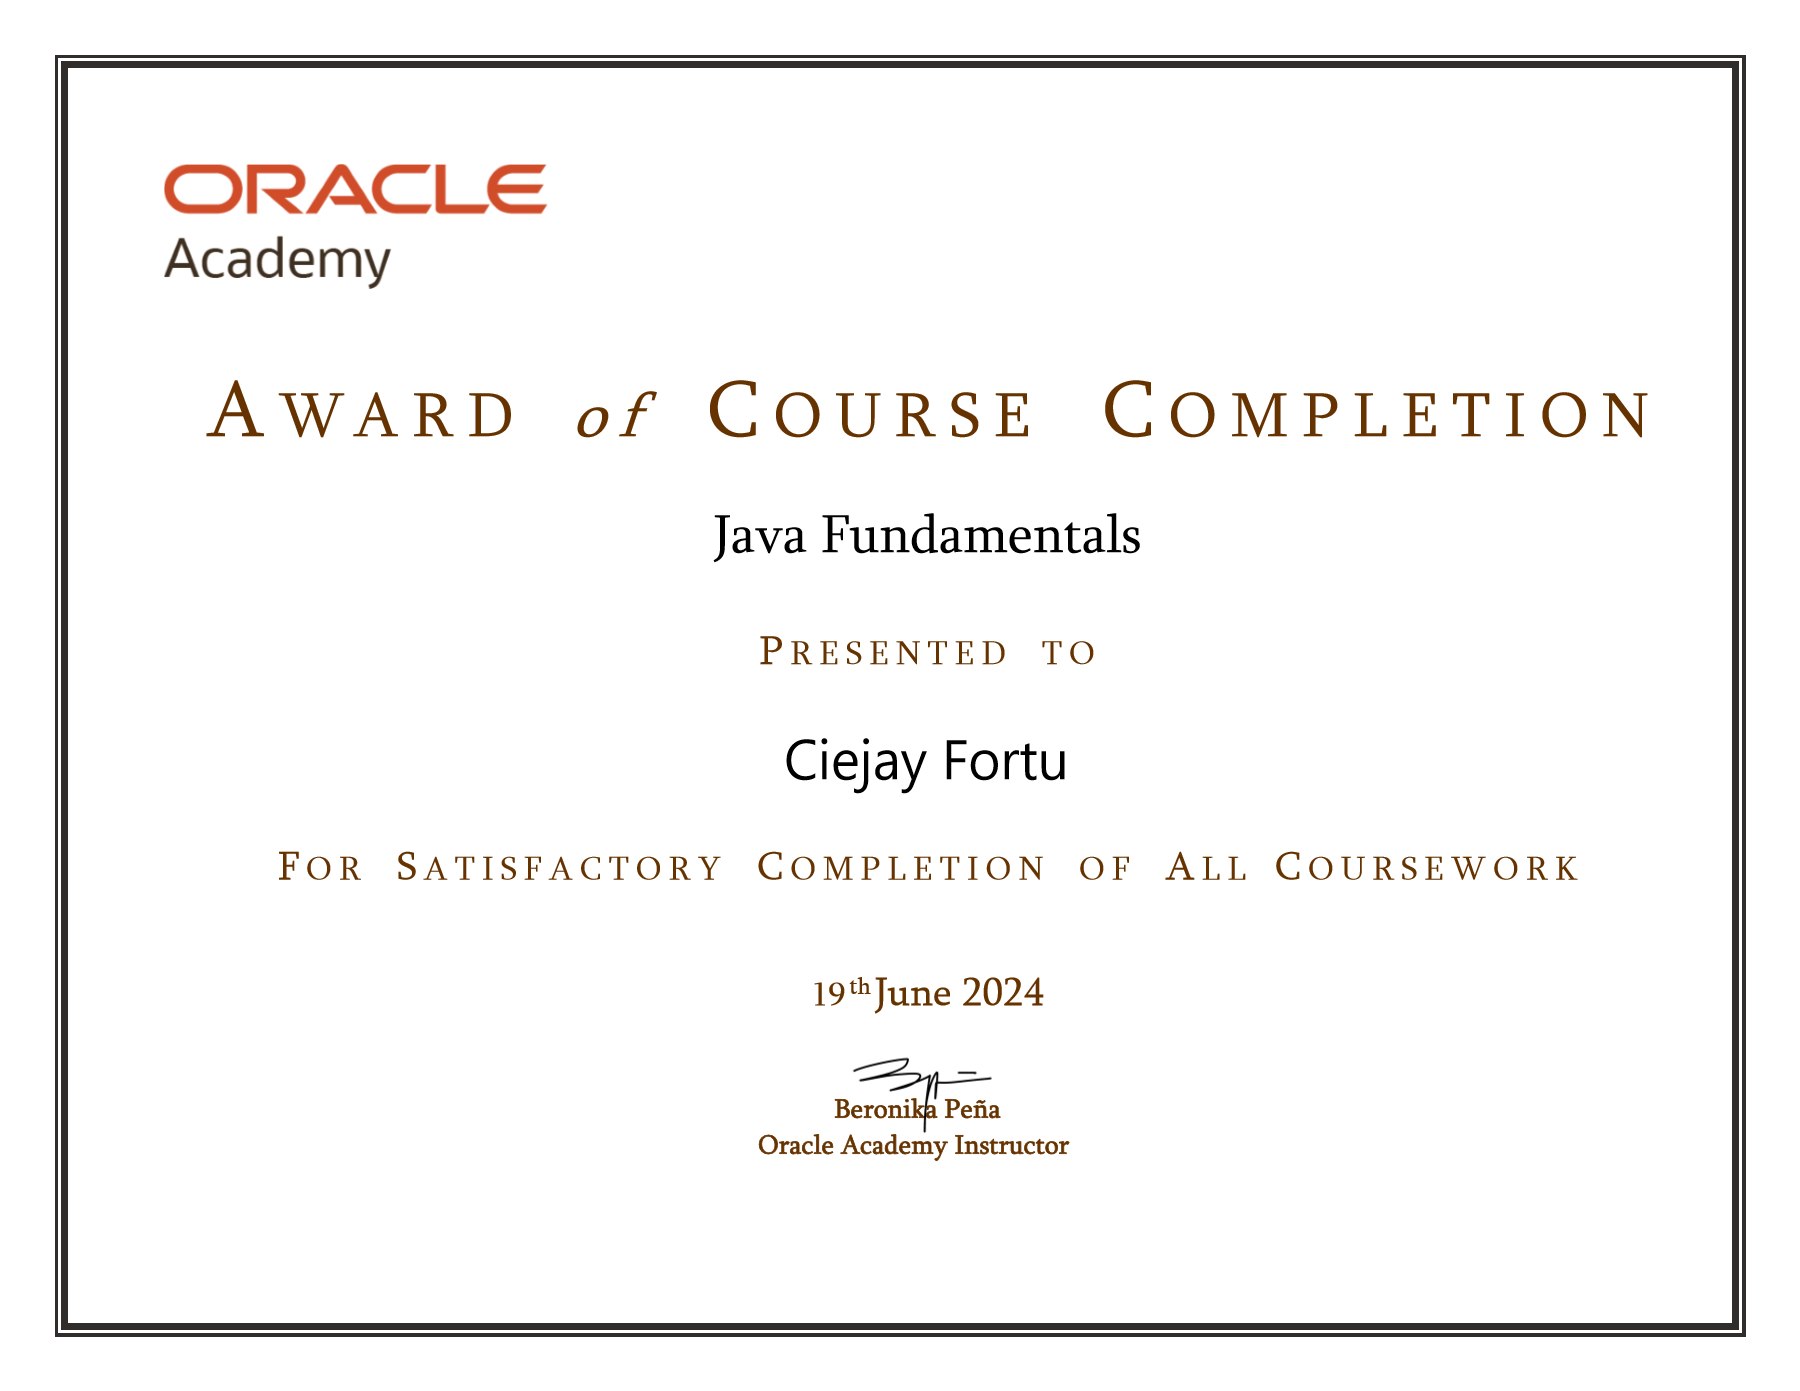 ORACLE
Academy
AWARD of COURSE COMPLETION
Java Fundamentals
PRESENTED TO
Ciejay Fortu
FOR SATISFACTORY COMPLETION OF ALL COURSEWORK
19th June 2024
Beronika Peña
Oracle Academy Instructor